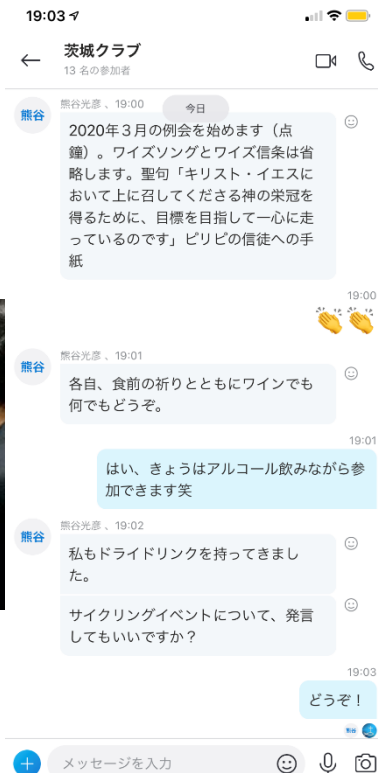 19:03
茨城クラブ
13 名の参加者
熊谷
熊谷光彦 、19:00
今日
2020年３月の例会を始めます（点
鐘）。ワイズソングとワイズ信条は省
略します。聖句「キリスト・イエスに
おいて上に召してくださる神の栄冠を
得るために、目標を目指して一心に走
っているのです」ピリピの信徒への手
紙
19:00
熊谷
熊谷光彦 、19:01
各自、食前の祈りとともにワインでも
何でもどうぞ。
19:01
はい、きょうはアルコール飲みながら参
加できます笑
熊谷
熊谷光彦 、19:02
私もドライドリンクを持ってきまし
た。
サイクリングイベントについて、発言
してもいいですか？
19:03
どうぞ！
熊谷
メッセージを入力